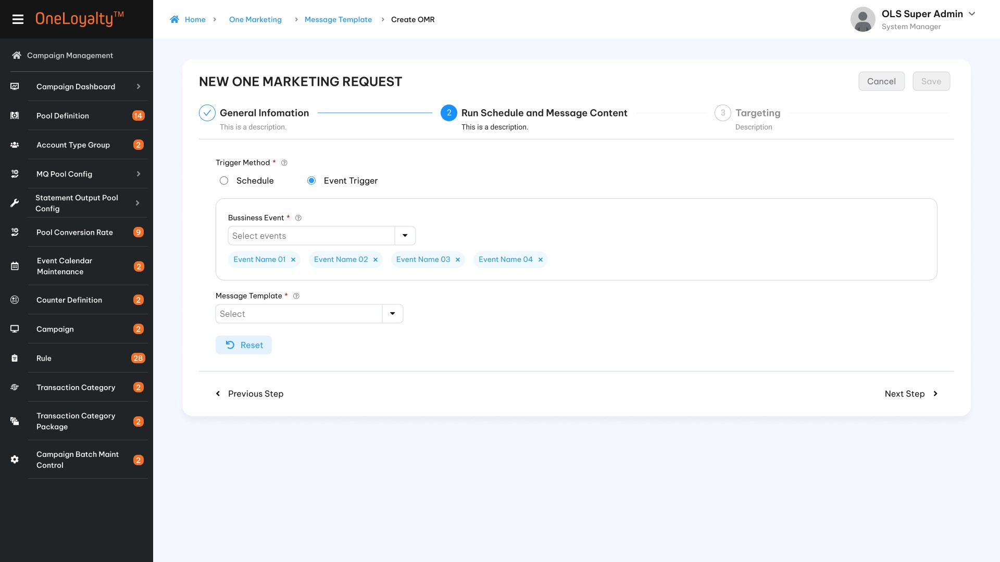 OneLoyalty™
Home > One Marketing > Message Template > Create OMR
OLS Super Admin
System Manager
Campaign Management
Campaign Dashboard
Pool Definition 14
Account Type Group 2
MQ Pool Config
Statement Output Pool
Config
Pool Conversion Rate 9
Event Calendar
Maintenance 2
Counter Definition 2
Campaign 2
Rule 28
Transaction Category 2
Transaction Category
Package 2
Campaign Batch Maint
Control 2
NEW ONE MARKETING REQUEST
Cancel Save
General Infomation
This is a description.
2 Run Schedule and Message Content
This is a description.
3 Targeting
Description
Trigger Method *
Schedule Event Trigger
Bussiness Event *
Select events
Event Name 01 × Event Name 02 × Event Name 03 × Event Name 04 ×
Message Template *
Select
Reset
Previous Step Next Step